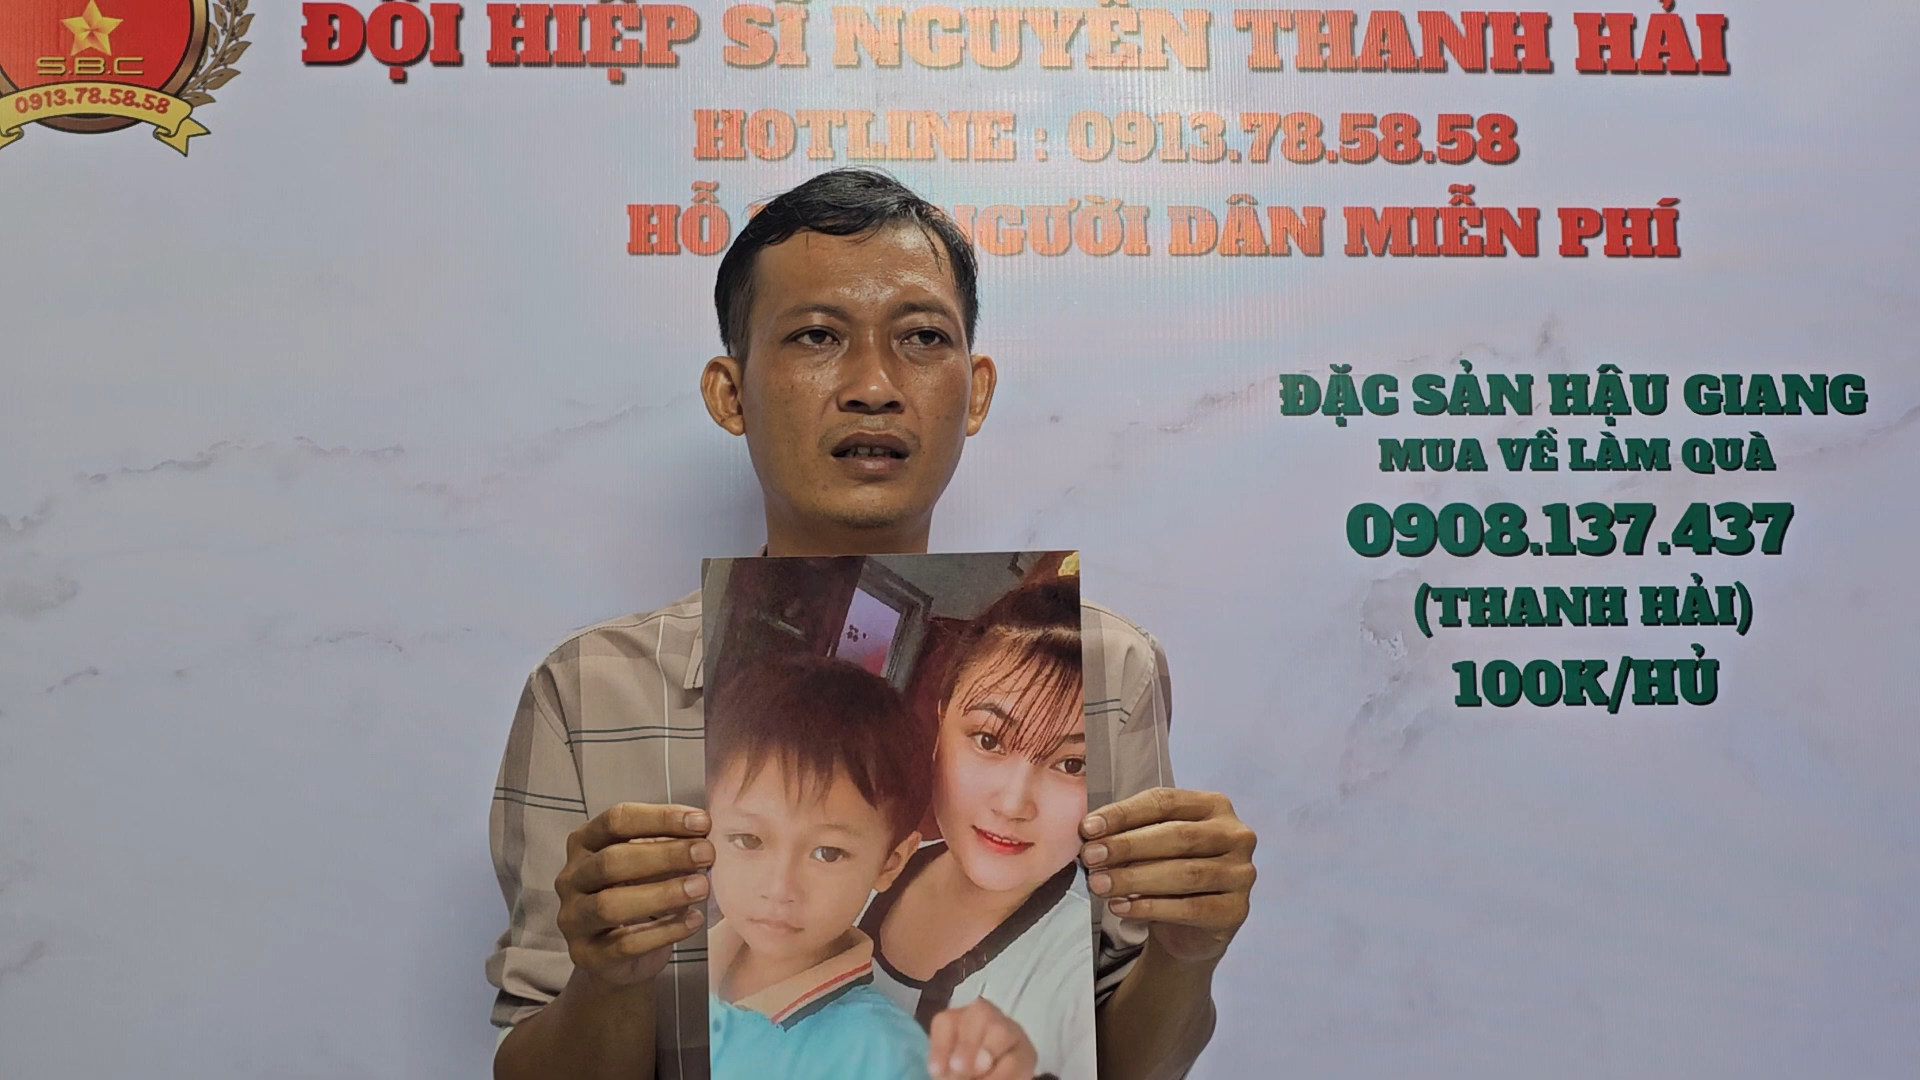 ĐỘI HIỆP SĨ NGUYỄN THANH HẢI
S.B.C
0913.78.58.58
HOTLINE : 0913.78.58.58
HỖ NGƯỜI DÂN MIỄN PHÍ
ĐẶC SẢN HẬU GIANG
MUA VỀ LÀM QUÀ
0908.137.437
(THANH HẢI)
100K/HỦ